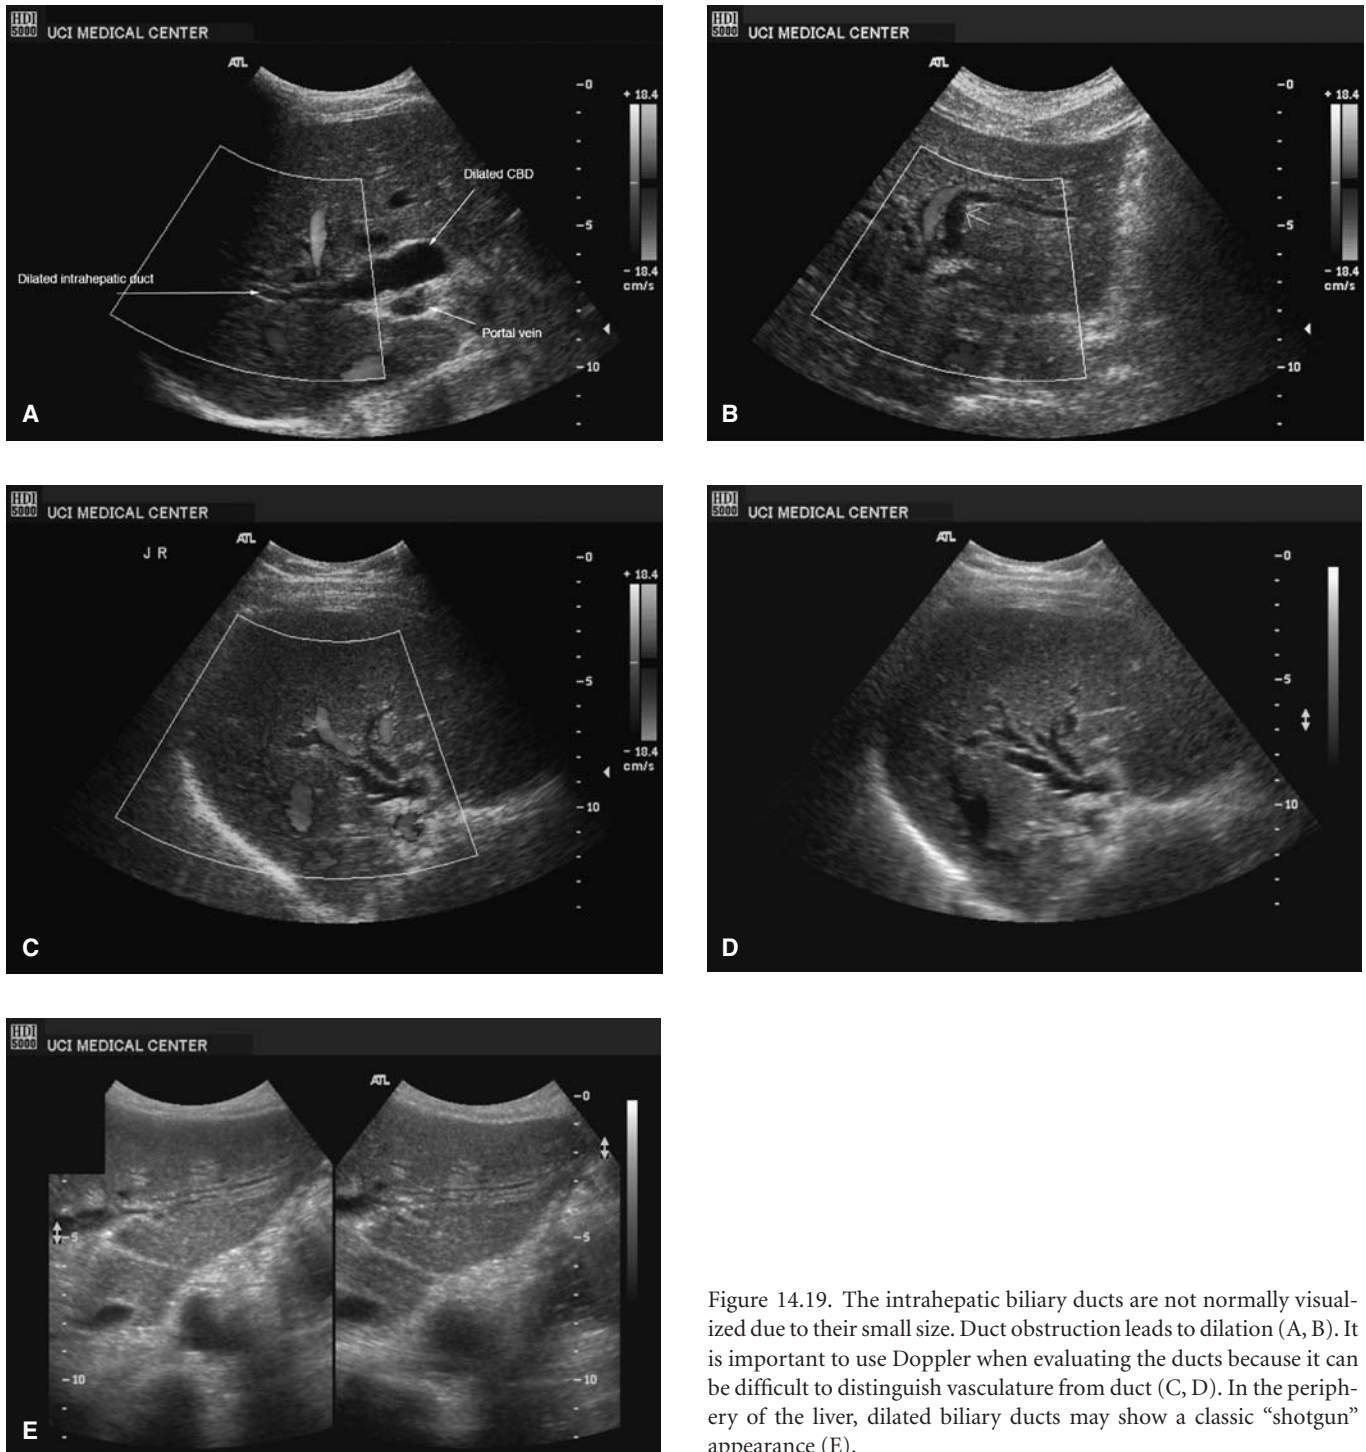 HDI
5000
UCI MEDICAL CENTER
ATL
0
+ 18.4
Dilated CBD
5
Dilated intrahepatic duct
- 18.4
cm/s
Portal vein
10
A
HDI
5000
UCI MEDICAL CENTER
ATL
0
+ 18.4
5
- 18.4
cm/s
10
B
HDI
5000
UCI MEDICAL CENTER
J R
ATL
0
+ 18.4
5
- 18.4
cm/s
10
C
HDI
5000
UCI MEDICAL CENTER
ATL
0
5
10
D
HDI
5000
UCI MEDICAL CENTER
ATL
0
5
5
10
10
E
Figure 14.19. The intrahepatic biliary ducts are not normally visual-
ized due to their small size. Duct obstruction leads to dilation (A, B). It
is important to use Doppler when evaluating the ducts because it can
be difficult to distinguish vasculature from duct (C, D). In the periph-
ery of the liver, dilated biliary ducts may show a classic “shotgun”
appearance (E).